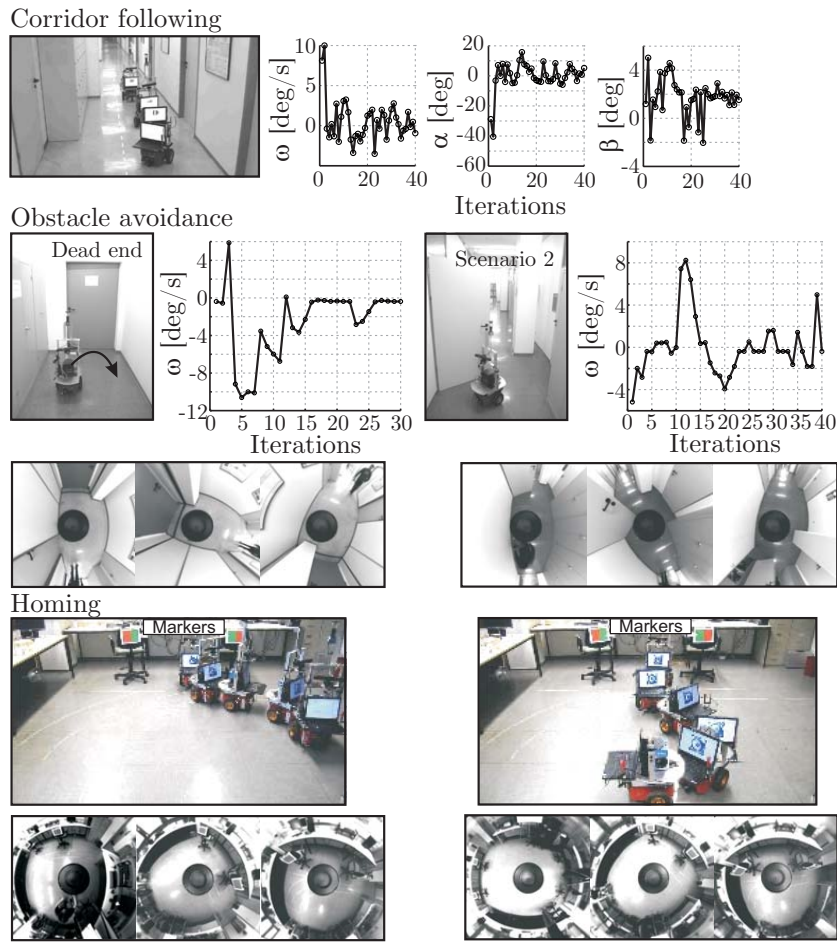 Corridor following
ω [deg/s]
10
5
0
-5
0 20 40
α [deg]
20
0
-20
-40
-60
0 20 40
β [deg]
4
0
-4
0 20 40
Iterations
Obstacle avoidance
Dead end
ω [deg/s]
4
0
-4
-8
-12
0 5 10 15 20 25 30
Iterations
Scenario 2
ω [deg/s]
8
4
0
-4
0 5 10 15 20 25 30 35 40
Iterations
Homing
Markers
Markers